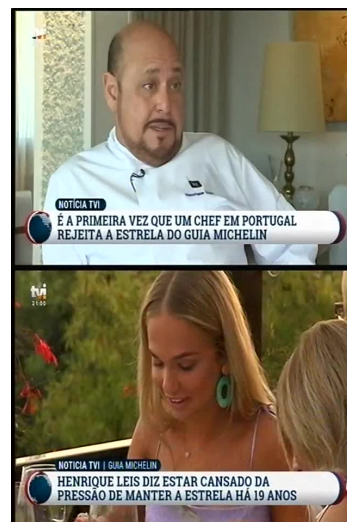 tvi
NOTÍCIA TVI
É A PRIMEIRA VEZ QUE UM CHEF EM PORTUGAL
REJEITA A ESTRELA DO GUIA MICHELIN
tvi
21:00
NOTÍCIA TVI | GUIA MICHELIN
HENRIQUE LEIS DIZ ESTAR CANSADO DA
PRESSÃO DE MANTER A ESTRELA HÁ 19 ANOS